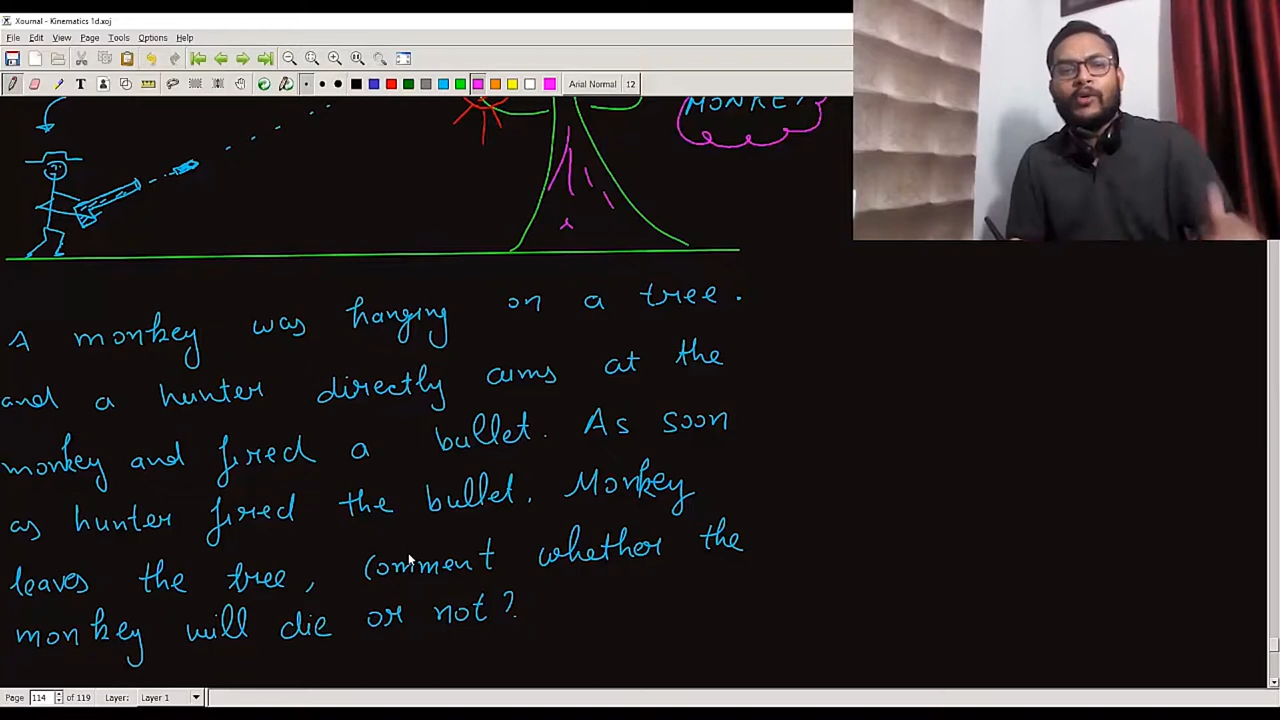 Xournal - Kinematics 1d.xoj
File Edit View Page Tools Options Help
Arial Normal 12
MONKEY
A monkey was hanging on a tree.
and a hunter directly aims at the
monkey and fired a bullet. As soon
as hunter fired the bullet. Monkey
leaves the tree, Comment whether the
monkey will die or not?
Page 114 of 119 Layer: Layer 1